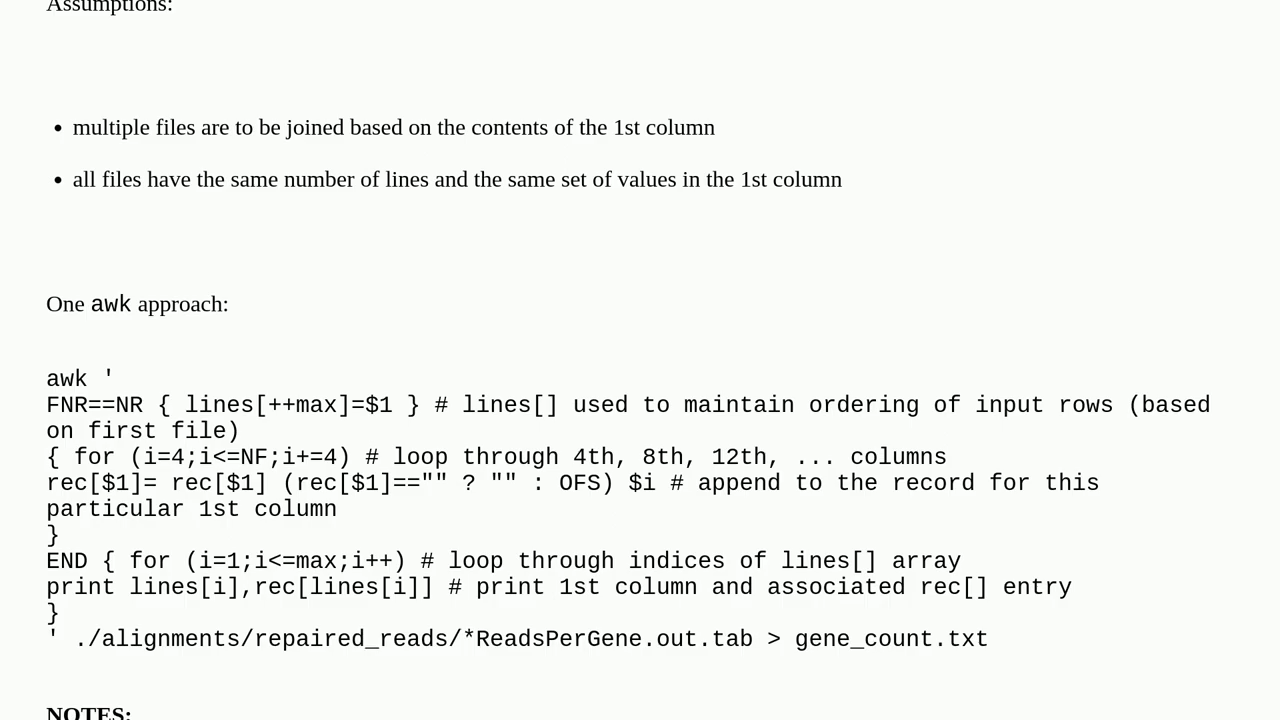 Assumptions:
• multiple files are to be joined based on the contents of the 1st column
• all files have the same number of lines and the same set of values in the 1st column
One awk approach:
awk '
FNR==NR { lines[++max]=$1 } # lines[] used to maintain ordering of input rows (based
on first file)
{ for (i=4;i<=NF;i+=4) # loop through 4th, 8th, 12th, ... columns
rec[$1]= rec[$1] (rec[$1]=="" ? "" : OFS) $i # append to the record for this
particular 1st column
}
END { for (i=1;i<=max;i++) # loop through indices of lines[] array
print lines[i],rec[lines[i]] # print 1st column and associated rec[] entry
}
' ./alignments/repaired_reads/*ReadsPerGene.out.tab > gene_count.txt
NOTES: